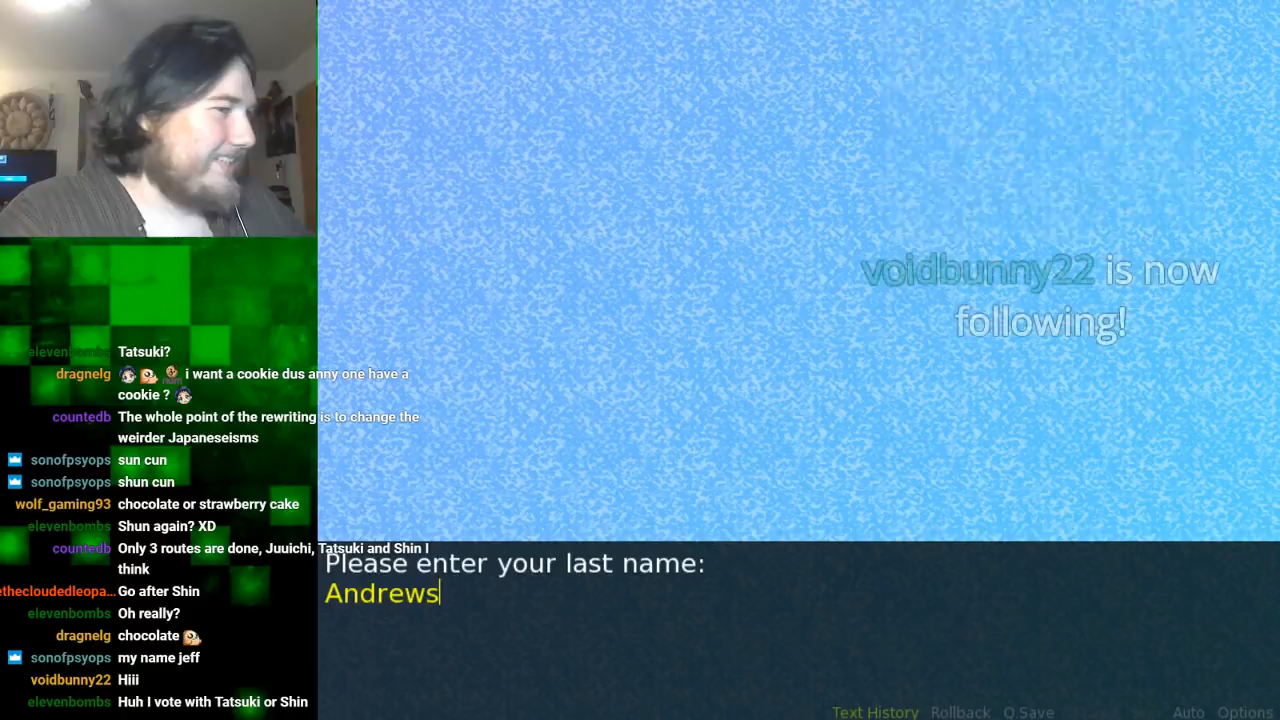 voidbunny22 is now
following!
elevenbombs Tatsuki?
dragnelg i want a cookie dus anny one have a
cookie ?
countedb The whole point of the rewriting is to change the
weirder Japaneseisms
sonofpsyops sun cun
sonofpsyops shun cun
wolf_gaming93 chocolate or strawberry cake
elevenbombs Shun again? XD
countedb Only 3 routes are done, Juuichi, Tatsuki and Shin I
think
ethecloudedleopa... Go after Shin
elevenbombs Oh really?
dragnelg chocolate
sonofpsyops my name jeff
voidbunny22 Hiii
elevenbombs Huh I vote with Tatsuki or Shin
Please enter your last name:
Andrews
Text History Rollback Q.Save Auto Options